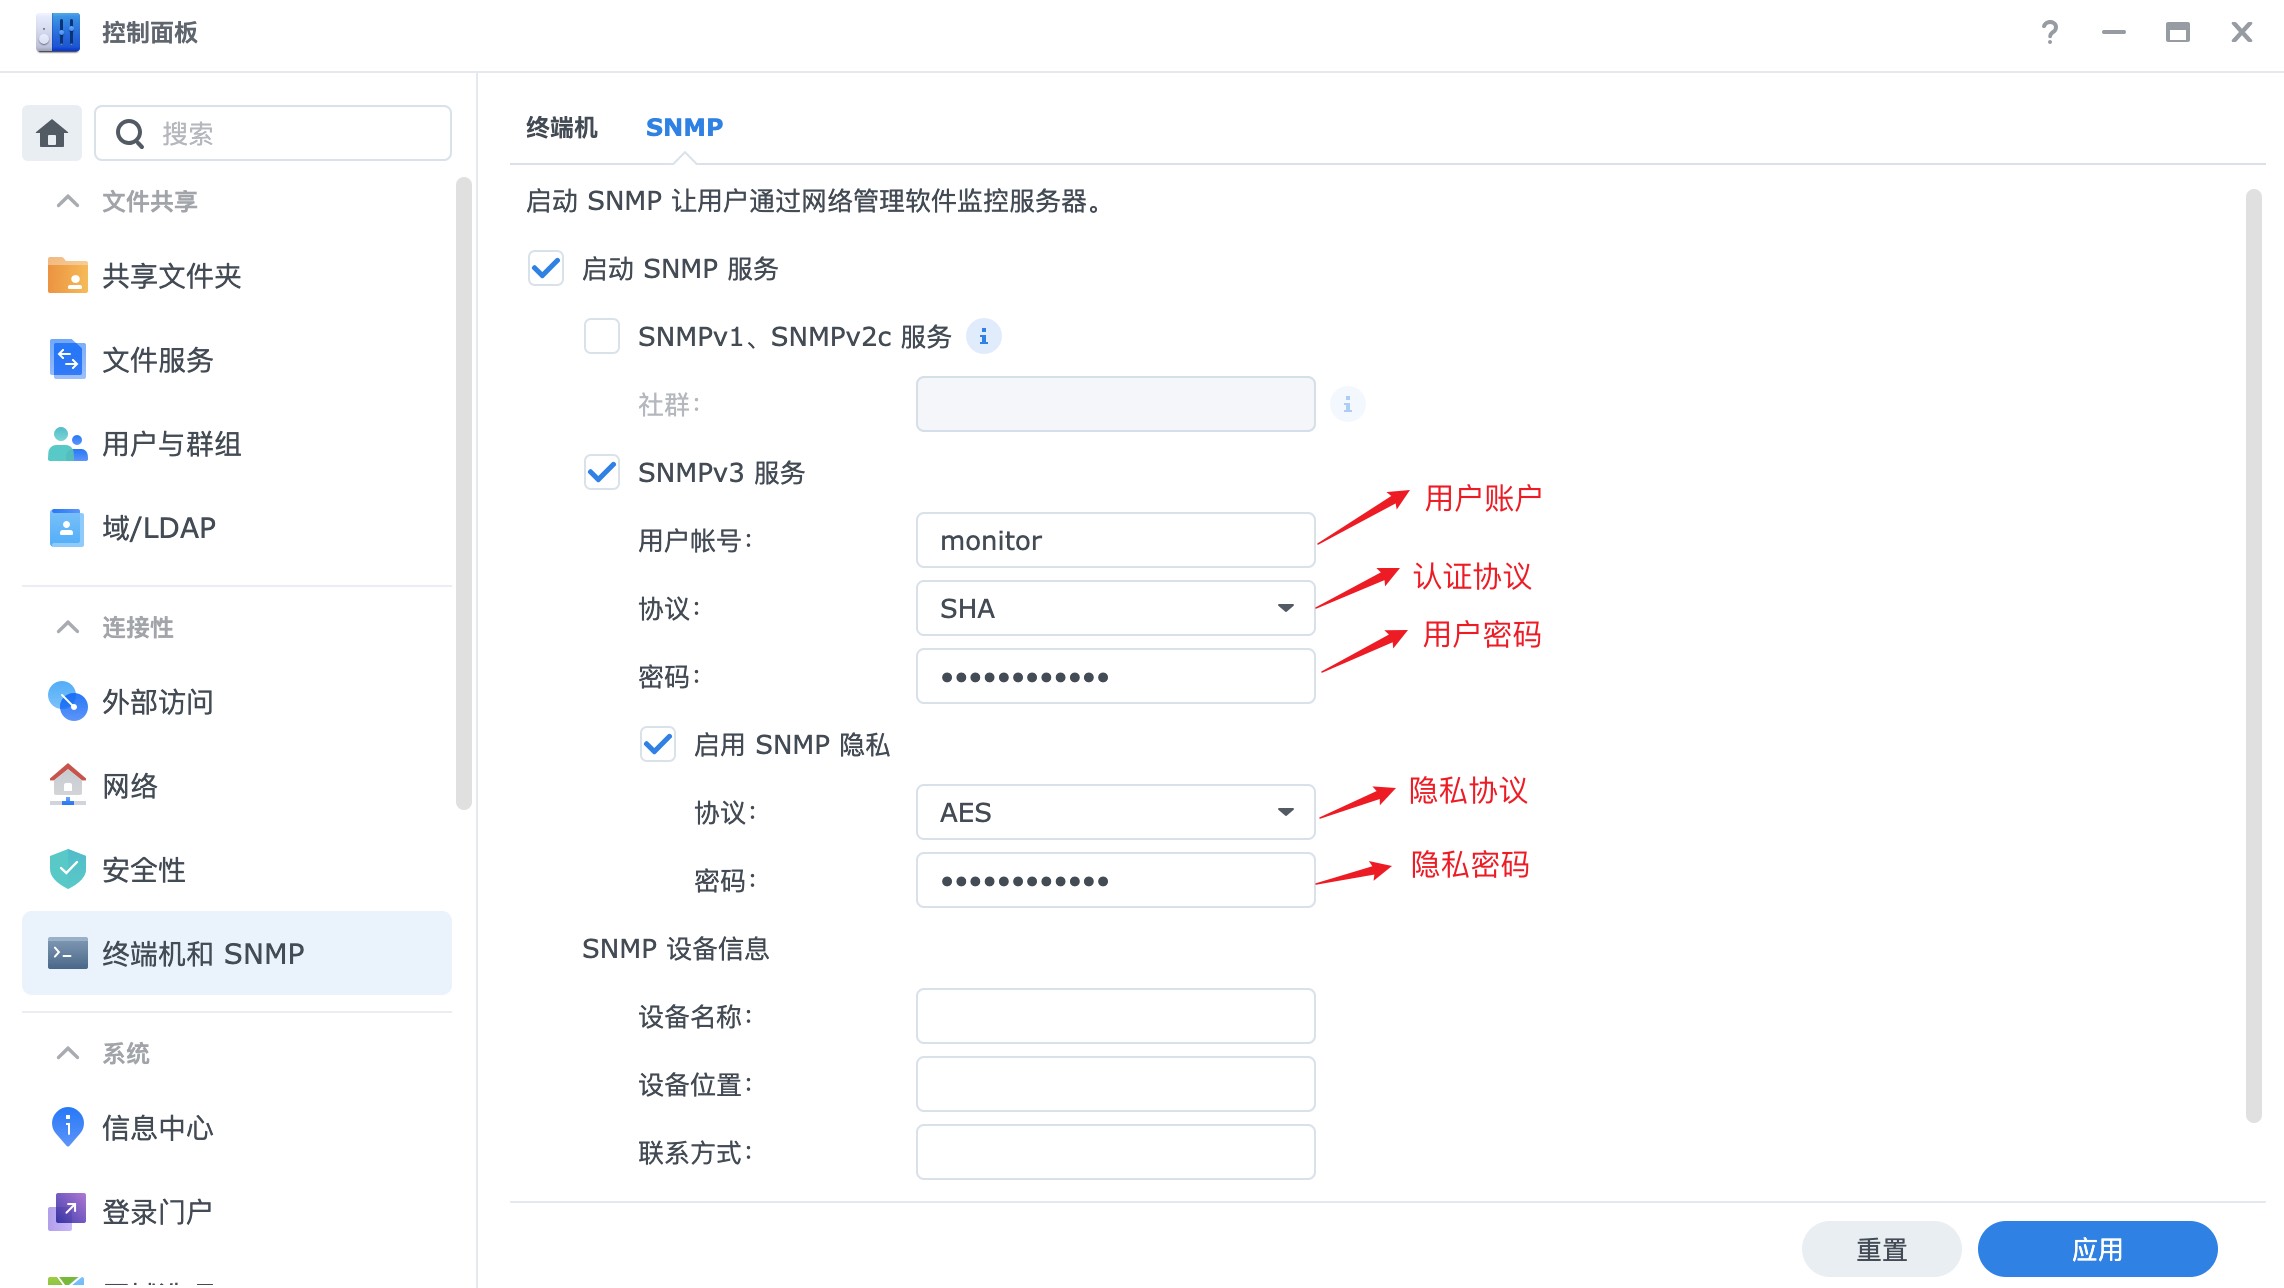 控制面板
搜索
文件共享
共享文件夹
文件服务
用户与群组
域/LDAP
连接性
外部访问
网络
安全性
终端机和 SNMP
系统
信息中心
登录门户
终端机 SNMP
启动 SNMP 让用户通过网络管理软件监控服务器。
启动 SNMP 服务
SNMPv1、SNMPv2c 服务
社群:
SNMPv3 服务
用户帐号: monitor 用户账户
协议: SHA 认证协议
密码: •••••••••••• 用户密码
启用 SNMP 隐私
协议: AES 隐私协议
密码: •••••••••••• 隐私密码
SNMP 设备信息
设备名称:
设备位置:
联系方式:
重置 应用